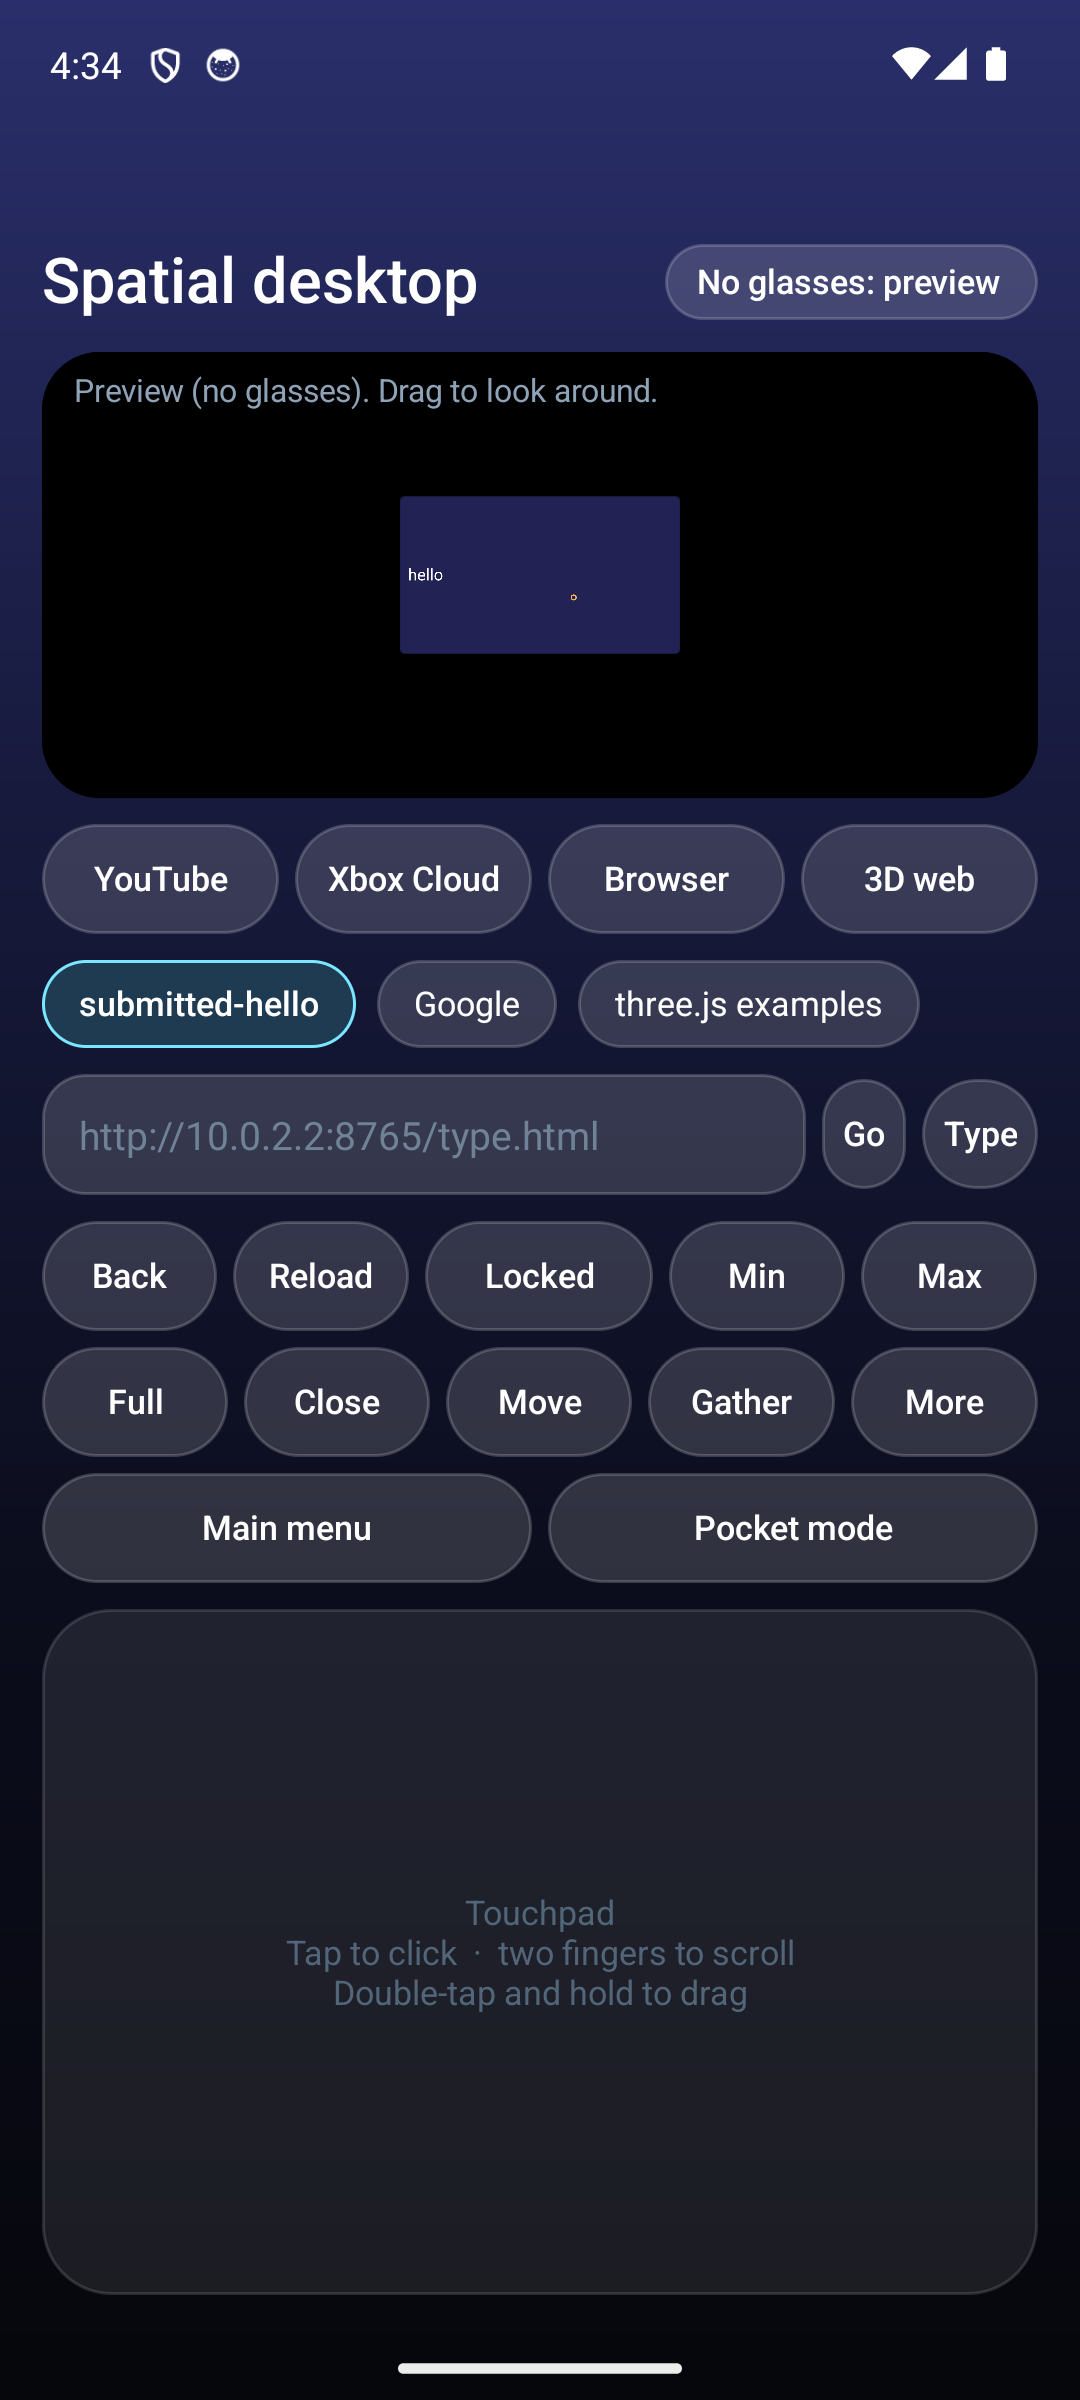 4:34
Spatial desktop
No glasses: preview
Preview (no glasses). Drag to look around.
hello
YouTube
Xbox Cloud
Browser
3D web
submitted-hello
Google
three.js examples
http://10.0.2.2:8765/type.html
Go
Type
Back
Reload
Locked
Min
Max
Full
Close
Move
Gather
More
Main menu
Pocket mode
Touchpad
Tap to click · two fingers to scroll
Double-tap and hold to drag